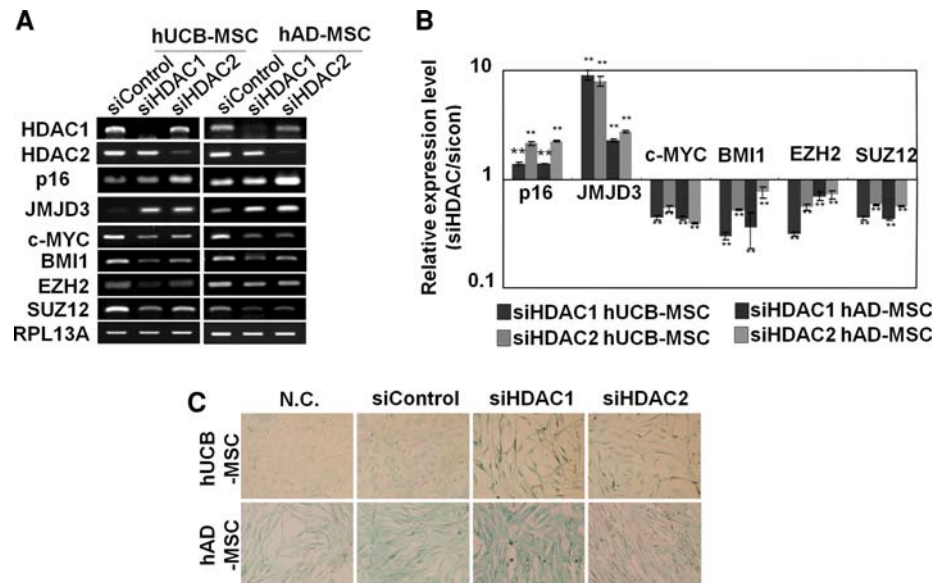 A
hUCB-MSC
hAD-MSC
siControl
siHDAC1
siHDAC2
siControl
siHDAC1
siHDAC2
HDAC1
HDAC2
p16
JMJD3
c-MYC
BMI1
EZH2
SUZ12
RPL13A
B
Relative expression level
(siHDAC/sicon)
10
1
0.1
** ** ** **
** ** ** **
p16
JMJD3
c-MYC
BMI1
EZH2
SUZ12
** ** ** **
** ** ** **
** ** ** **
** ** ** **
siHDAC1 hUCB-MSC
siHDAC1 hAD-MSC
siHDAC2 hUCB-MSC
siHDAC2 hAD-MSC
C
N.C.
siControl
siHDAC1
siHDAC2
hUCB
-MSC
hAD
-MSC